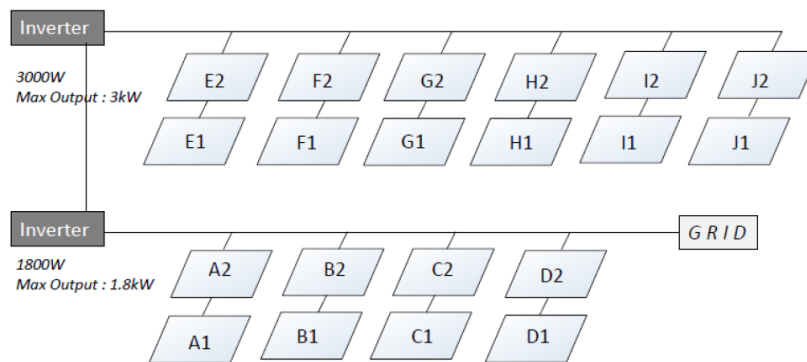 Inverter
3000W
Max Output : 3kW
E2 F2 G2 H2 I2 J2
E1 F1 G1 H1 I1 J1
Inverter
GRID
1800W
Max Output : 1.8kW
A2 B2 C2 D2
A1 B1 C1 D1